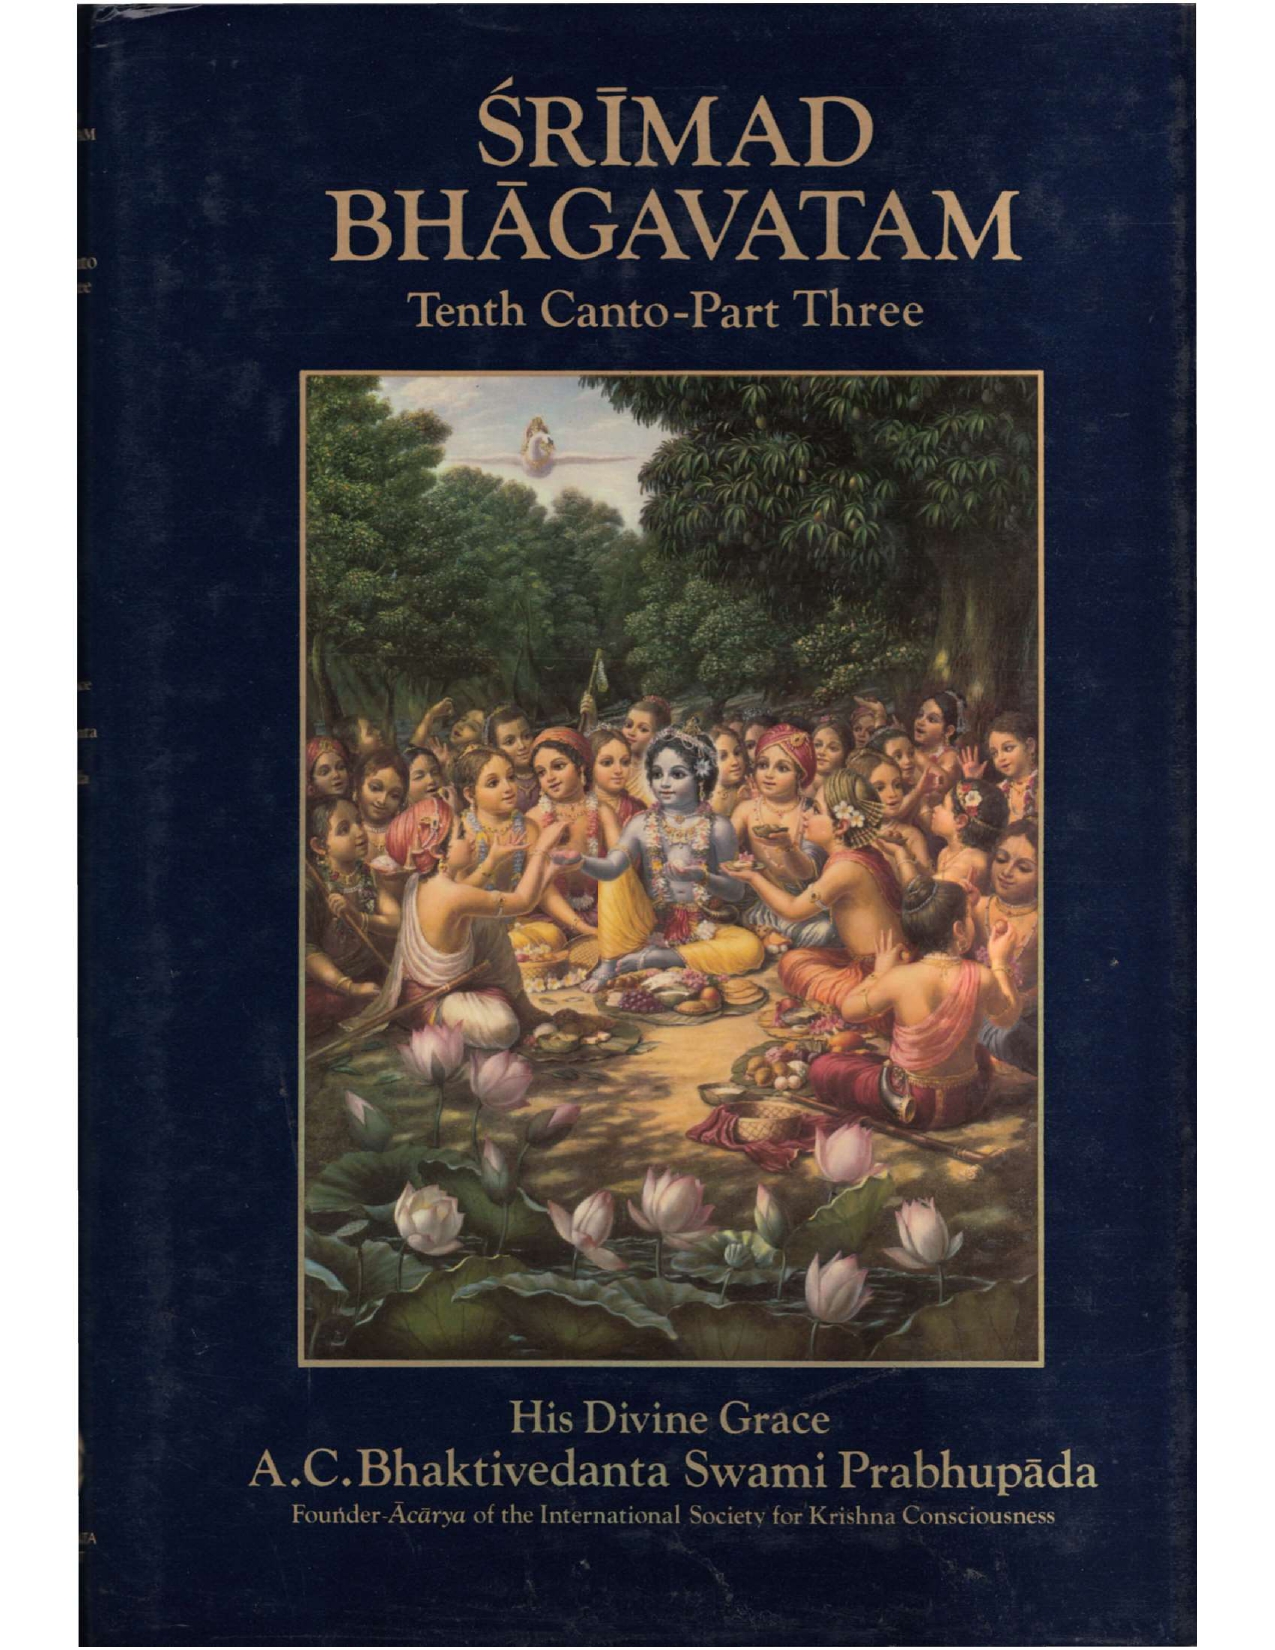 ŚRĪMAD
BHĀGAVATAM
Tenth Canto-Part Three
His Divine Grace
A.C. Bhaktivedanta Swami Prabhupāda
Founder-Ācārya of the International Society for Krishna Consciousness